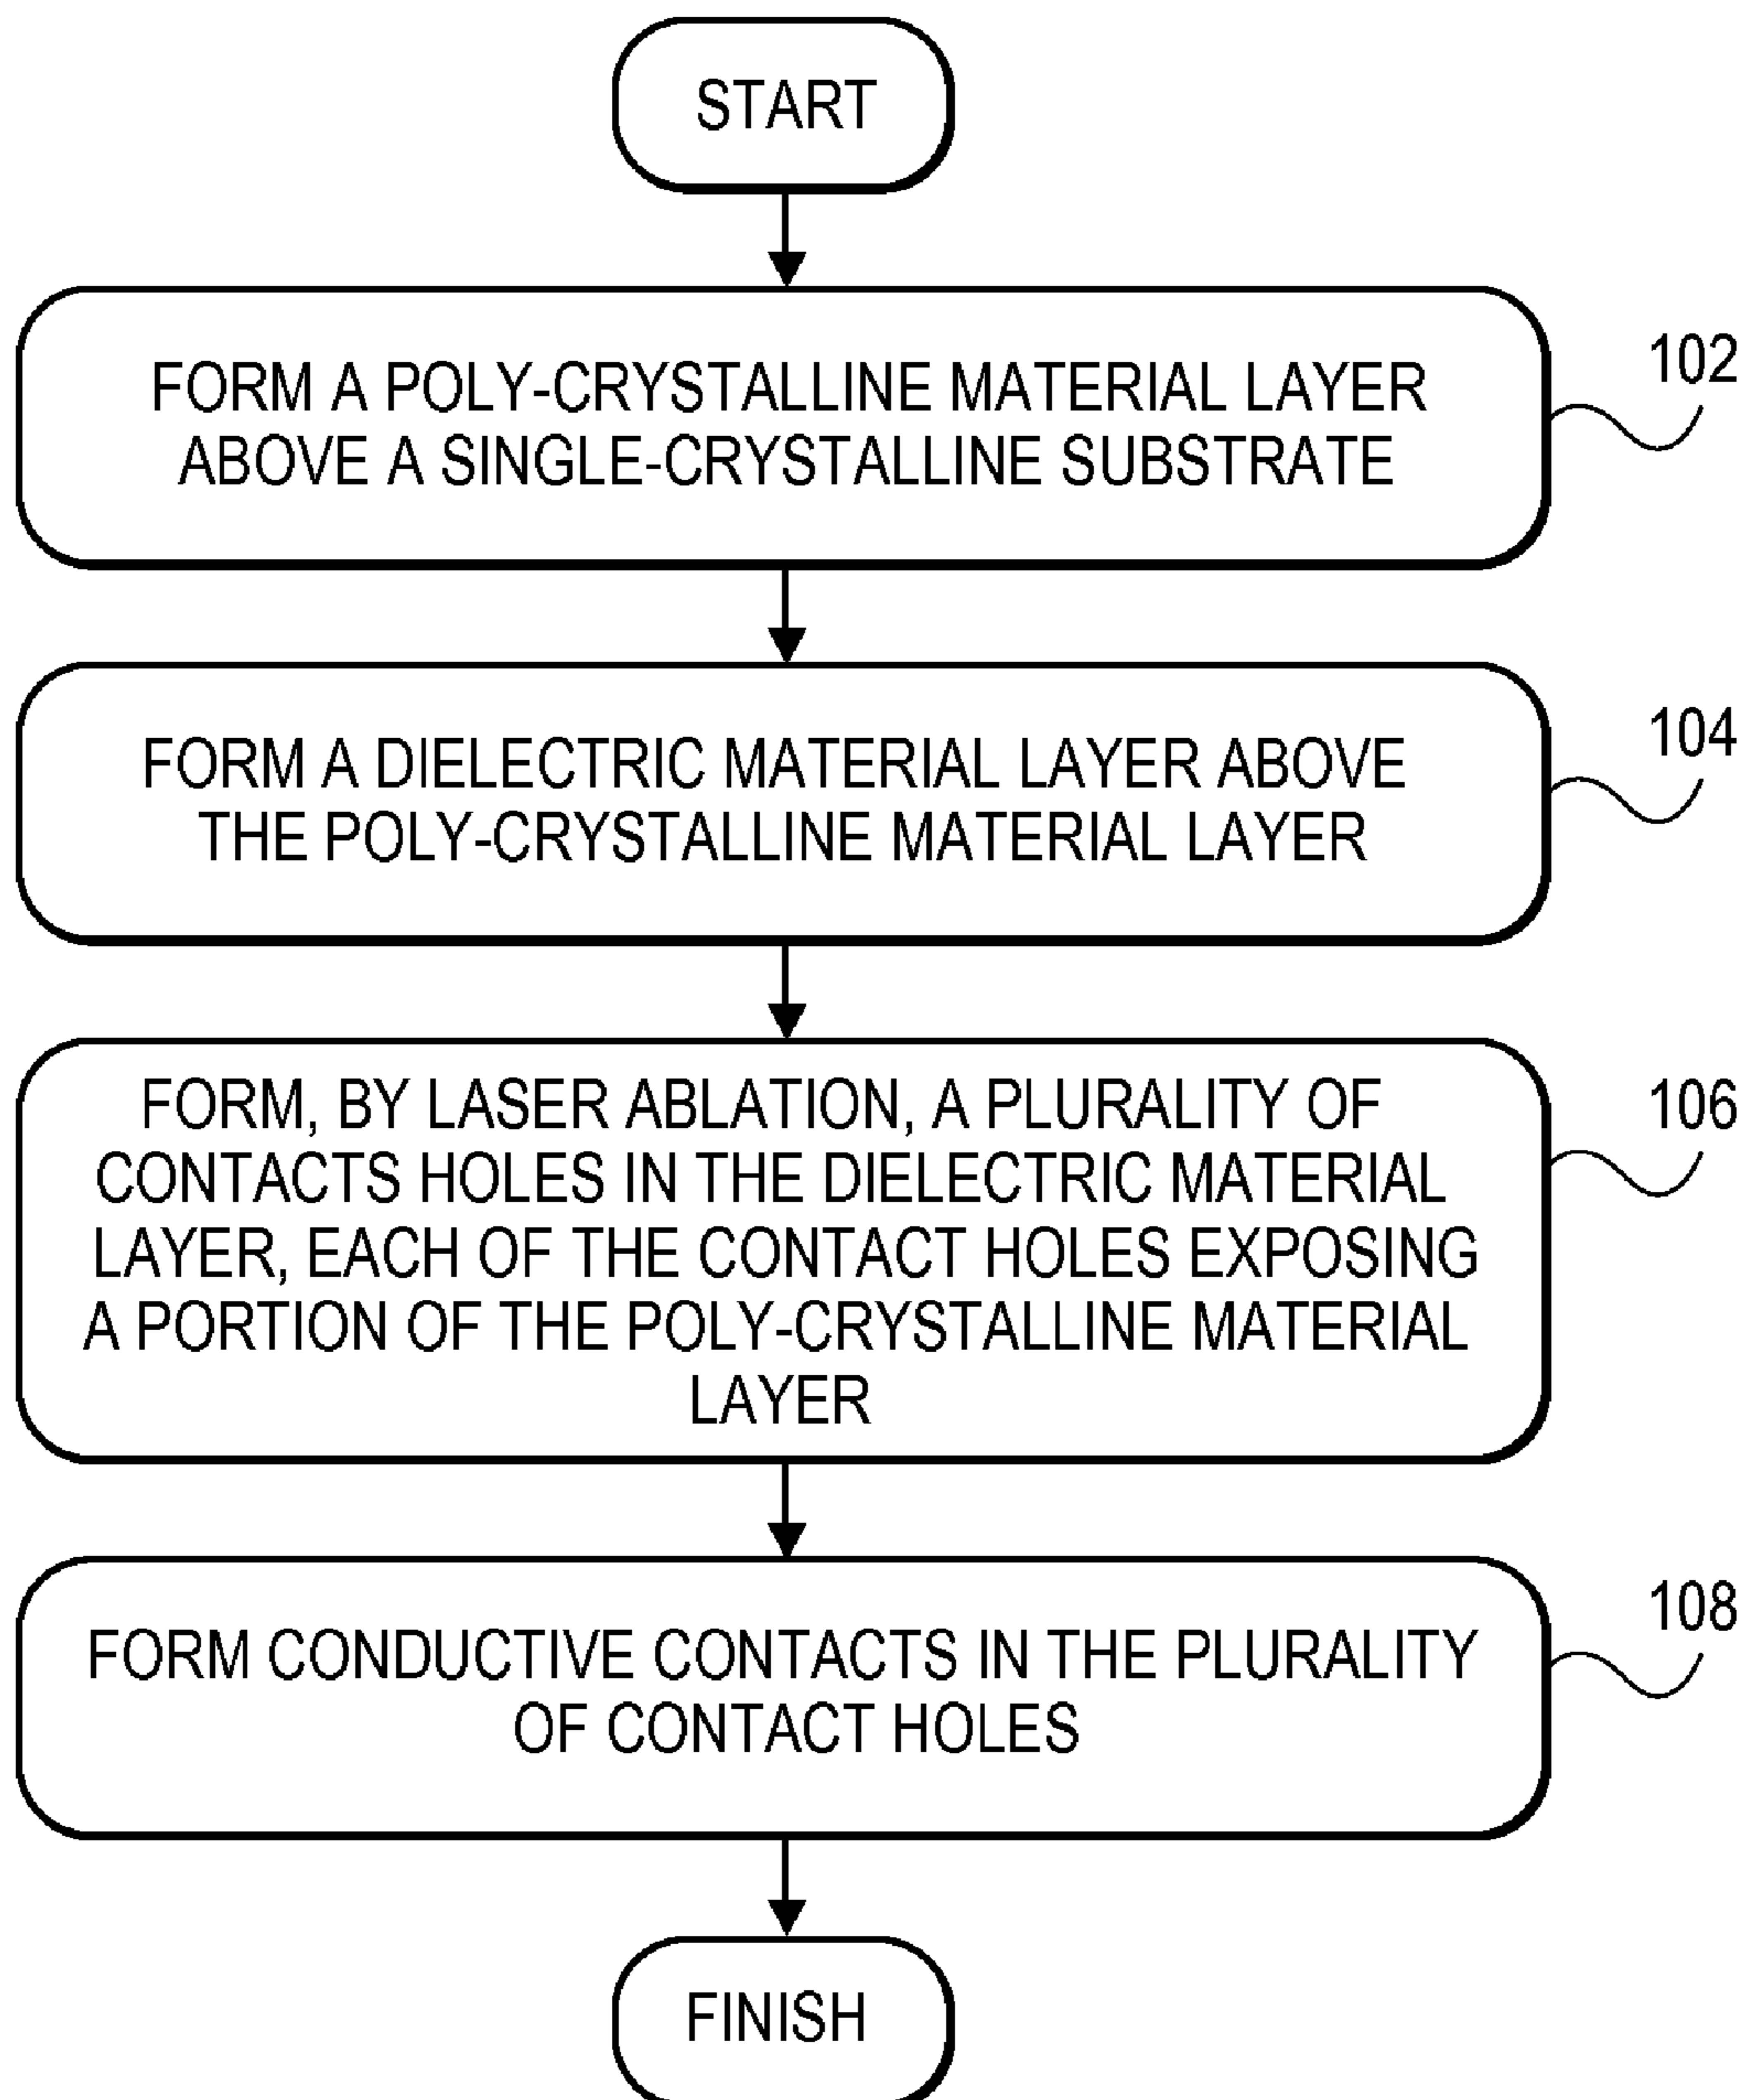 START
FORM A POLY-CRYSTALLINE MATERIAL LAYER
ABOVE A SINGLE-CRYSTALLINE SUBSTRATE
102
FORM A DIELECTRIC MATERIAL LAYER ABOVE
THE POLY-CRYSTALLINE MATERIAL LAYER
104
FORM, BY LASER ABLATION, A PLURALITY OF
CONTACTS HOLES IN THE DIELECTRIC MATERIAL
LAYER, EACH OF THE CONTACT HOLES EXPOSING
A PORTION OF THE POLY-CRYSTALLINE MATERIAL
LAYER
106
FORM CONDUCTIVE CONTACTS IN THE PLURALITY
OF CONTACT HOLES
108
FINISH